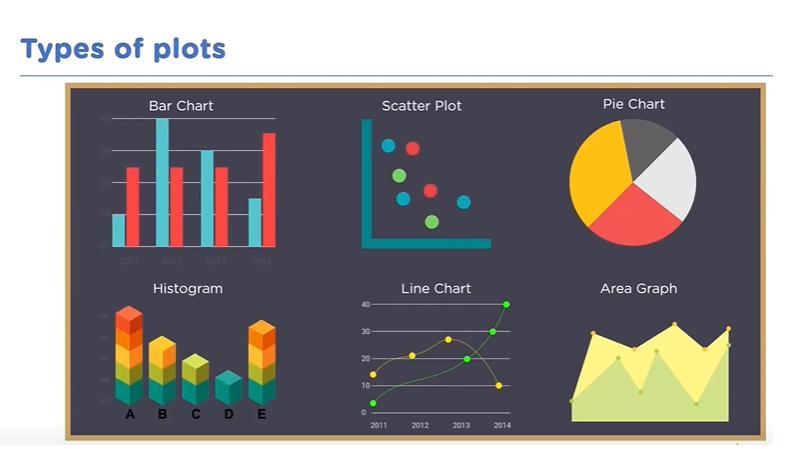 Types of plots
Bar Chart
Scatter Plot
Pie Chart
2011 2012 2013 2014
Histogram
Line Chart
Area Graph
40
30
20
10
0
A B C D E
2011 2012 2013 2014